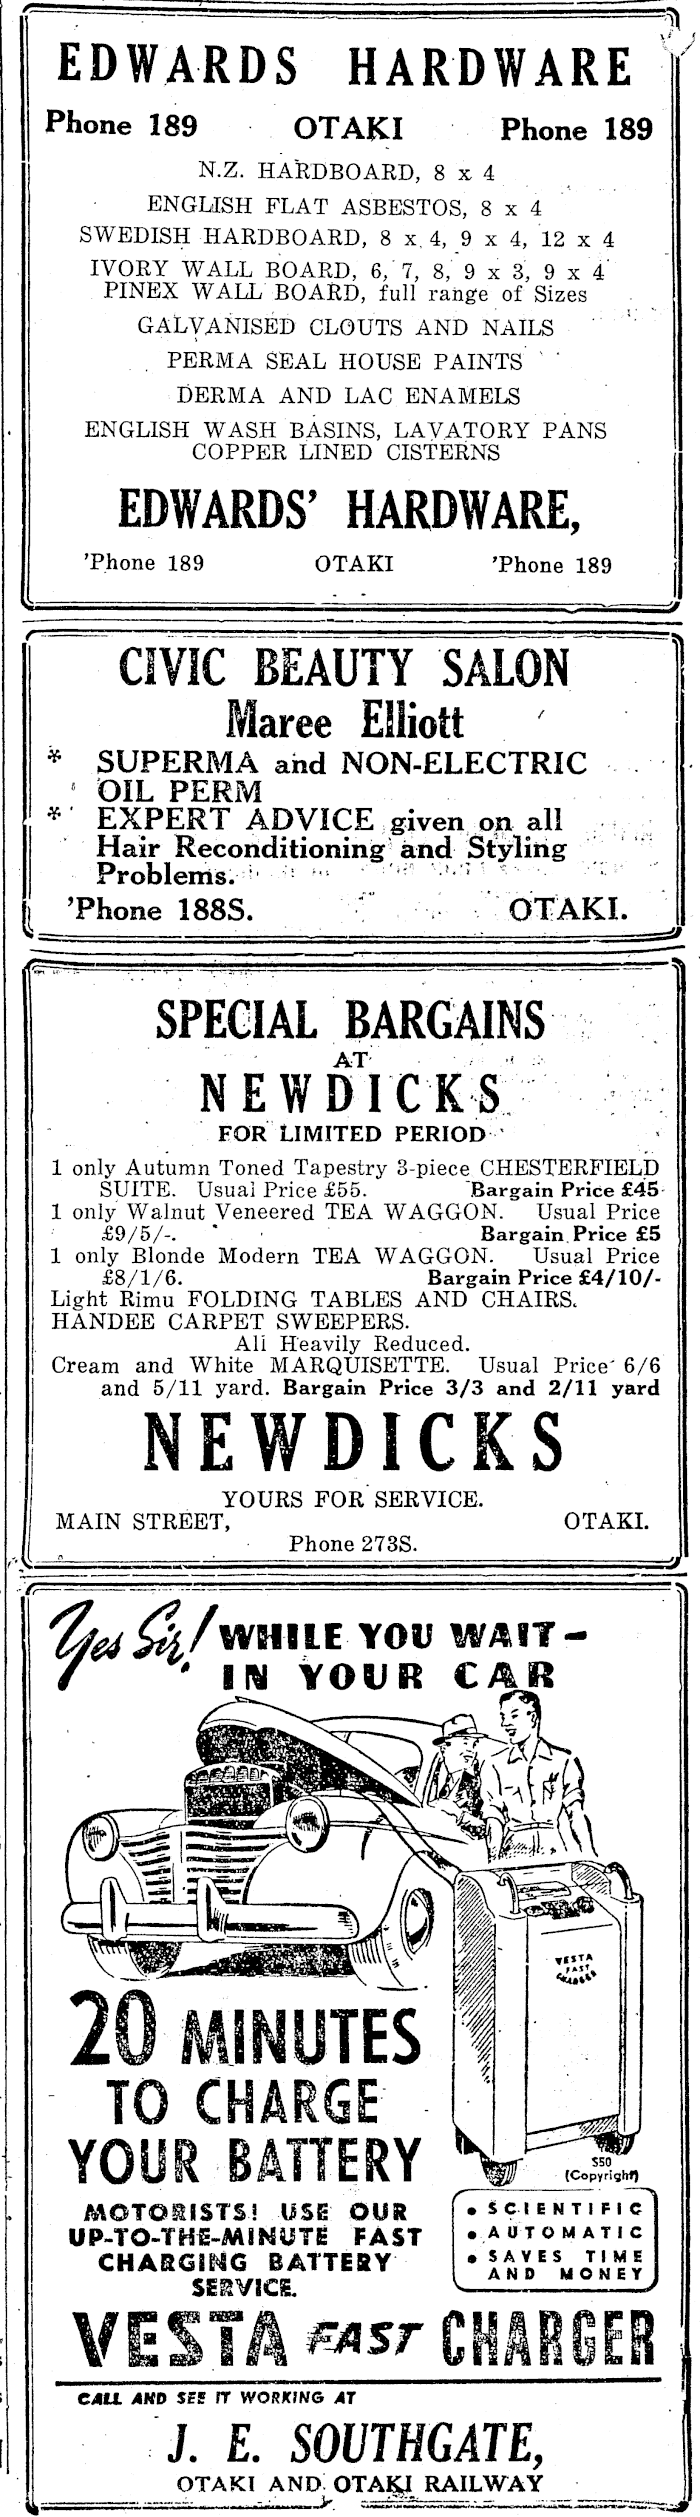 EDWARDS HARDWARE
Phone 189 OTAKI Phone 189
N.Z. HARDBOARD, 8 x 4
ENGLISH FLAT ASBESTOS, 8 x 4
SWEDISH HARDBOARD, 8 x 4, 9 x 4, 12 x 4
IVORY WALL BOARD, 6, 7, 8, 9 x 3, 9 x 4
PINEX WALL BOARD, full range of Sizes
GALVANISED CLOUTS AND NAILS
PERMA SEAL HOUSE PAINTS
DERMA AND LAC ENAMELS
ENGLISH WASH BASINS, LAVATORY PANS
COPPER LINED CISTERNS
EDWARDS' HARDWARE,
'Phone 189 OTAKI 'Phone 189
CIVIC BEAUTY SALON
Maree Elliott
* SUPERMA and NON-ELECTRIC
OIL PERM
* EXPERT ADVICE given on all
Hair Reconditioning and Styling
Problems.
'Phone 188S. OTAKI.
SPECIAL BARGAINS
AT
NEWDICKS
FOR LIMITED PERIOD
1 only Autumn Toned Tapestry 3-piece CHESTERFIELD
SUITE. Usual Price £55. Bargain Price £45
1 only Walnut Veneered TEA WAGGON. Usual Price
£9/5/-. Bargain Price £5
1 only Blonde Modern TEA WAGGON. Usual Price
£8/1/6. Bargain Price £4/10/-
Light Rimu FOLDING TABLES AND CHAIRS.
HANDEE CARPET SWEEPERS.
All Heavily Reduced.
Cream and White MARQUISETTE. Usual Price 6/6
and 5/11 yard. Bargain Price 3/3 and 2/11 yard
NEWDICKS
YOURS FOR SERVICE.
MAIN STREET, OTAKI.
Phone 273S.
Yes Sir! WHILE YOU WAIT—
IN YOUR CAR
VESTA
FAST
CHARGER
20 MINUTES
TO CHARGE
YOUR BATTERY
S50
(Copyright)
MOTORISTS! USE OUR
UP-TO-THE-MINUTE FAST
CHARGING BATTERY
SERVICE.
• SCIENTIFIC
• AUTOMATIC
• SAVES TIME
AND MONEY
VESTA FAST CHARGER
CALL AND SEE IT WORKING AT
J. E. SOUTHGATE,
OTAKI AND OTAKI RAILWAY